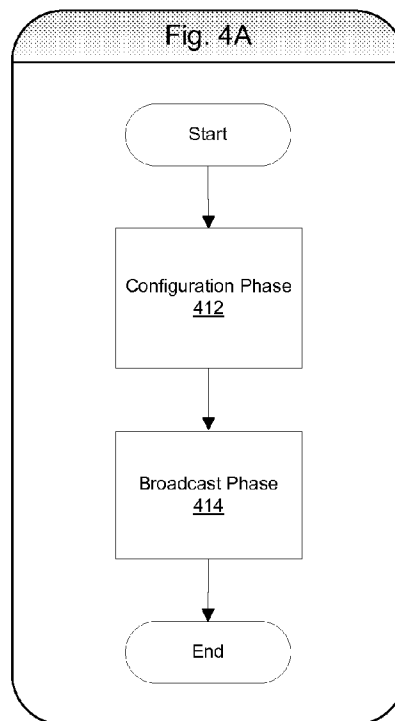 Fig. 4A
Start
Configuration Phase
412
Broadcast Phase
414
End